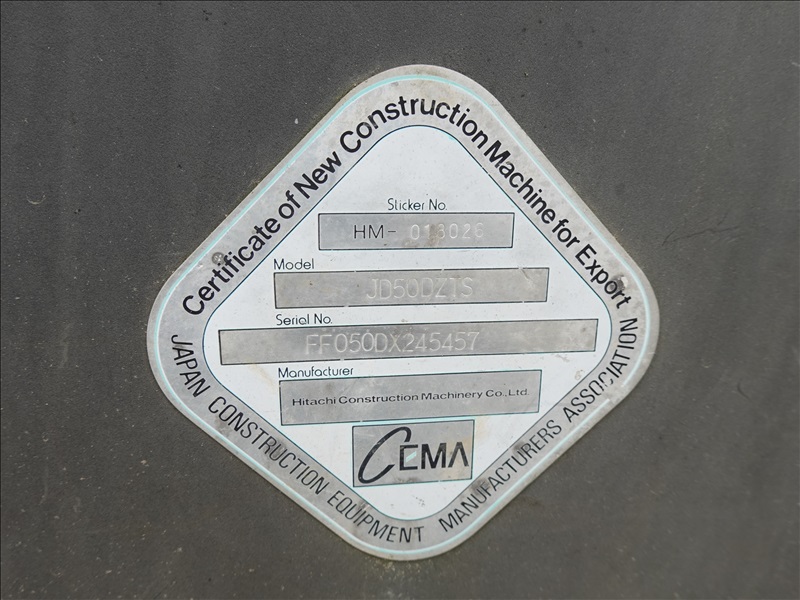 Certificate of New Construction Machine for Export
Sticker No.
HM- 013026
Model
JD50DZTS
Serial No.
FF050DX245457
Manufacturer
Hitachi Construction Machinery Co., Ltd.
CEMA
JAPAN CONSTRUCTION EQUIPMENT MANUFACTURERS ASSOCIATION